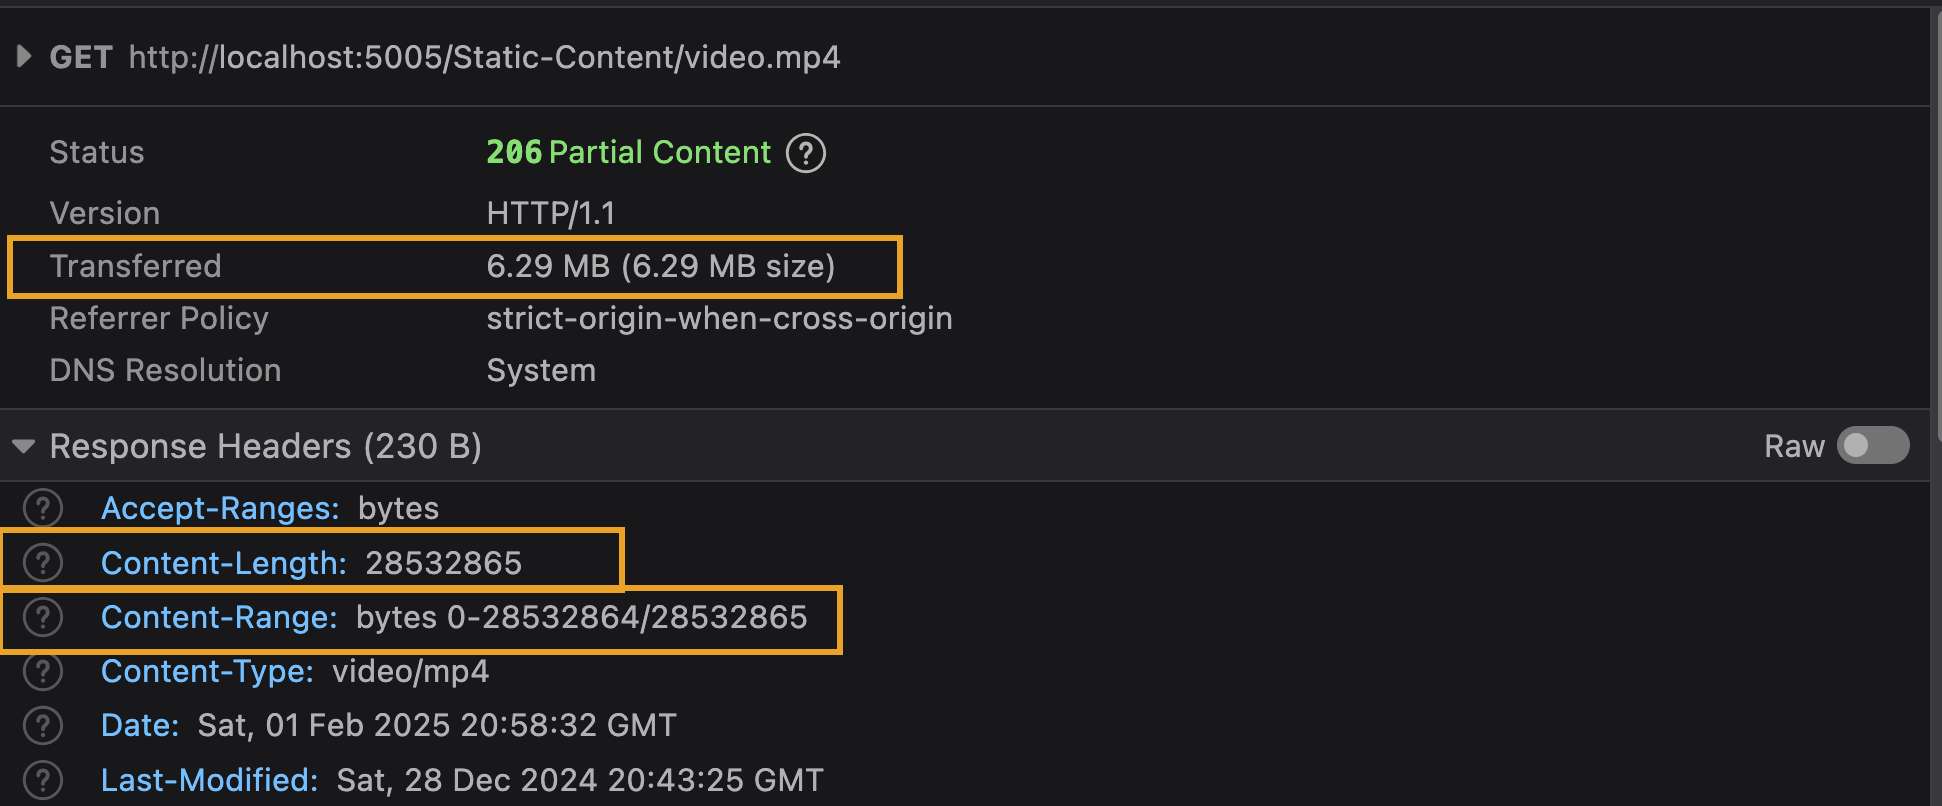 GET http://localhost:5005/Static-Content/video.mp4
Status 206 Partial Content ?
Version HTTP/1.1
Transferred 6.29 MB (6.29 MB size)
Referrer Policy strict-origin-when-cross-origin
DNS Resolution System
Response Headers (230 B) Raw
? Accept-Ranges: bytes
? Content-Length: 28532865
? Content-Range: bytes 0-28532864/28532865
? Content-Type: video/mp4
? Date: Sat, 01 Feb 2025 20:58:32 GMT
? Last-Modified: Sat, 28 Dec 2024 20:43:25 GMT